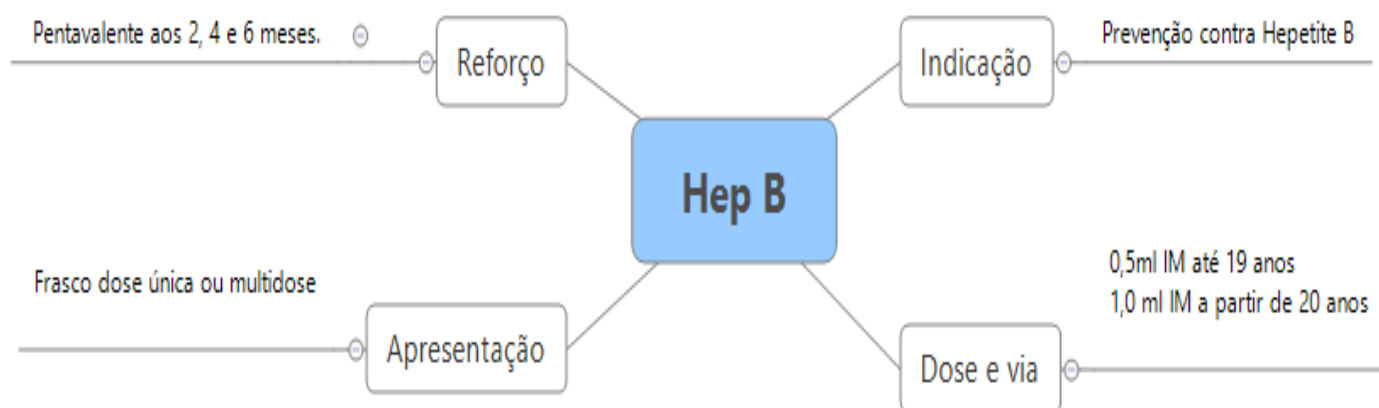 Pentavalente aos 2, 4 e 6 meses.
Reforço
Indicação
Prevenção contra Hepetite B
Hep B
Frasco dose única ou multidose
Apresentação
Dose e via
0,5ml IM até 19 anos
1,0 ml IM a partir de 20 anos